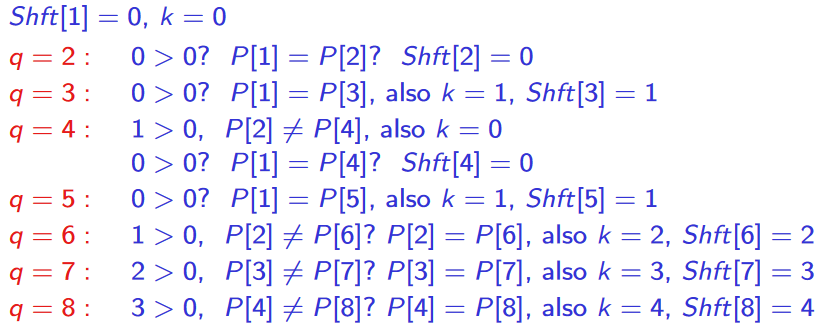 Shft[1] = 0, k = 0
q = 2 : 0 > 0? P[1] = P[2]? Shft[2] = 0
q = 3 : 0 > 0? P[1] = P[3], also k = 1, Shft[3] = 1
q = 4 : 1 > 0, P[2] ≠ P[4], also k = 0
0 > 0? P[1] = P[4]? Shft[4] = 0
q = 5 : 0 > 0? P[1] = P[5], also k = 1, Shft[5] = 1
q = 6 : 1 > 0, P[2] ≠ P[6]? P[2] = P[6], also k = 2, Shft[6] = 2
q = 7 : 2 > 0, P[3] ≠ P[7]? P[3] = P[7], also k = 3, Shft[7] = 3
q = 8 : 3 > 0, P[4] ≠ P[8]? P[4] = P[8], also k = 4, Shft[8] = 4